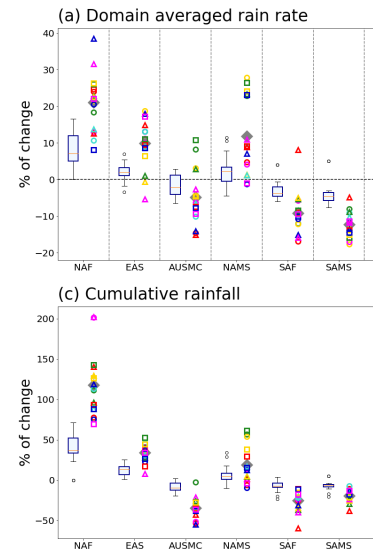 (a) Domain averaged rain rate
% of change
40
30
20
10
0
−10
−20
NAF EAS AUSMC NAMS SAF SAMS
(c) Cumulative rainfall
% of change
200
150
100
50
0
−50
NAF EAS AUSMC NAMS SAF SAMS